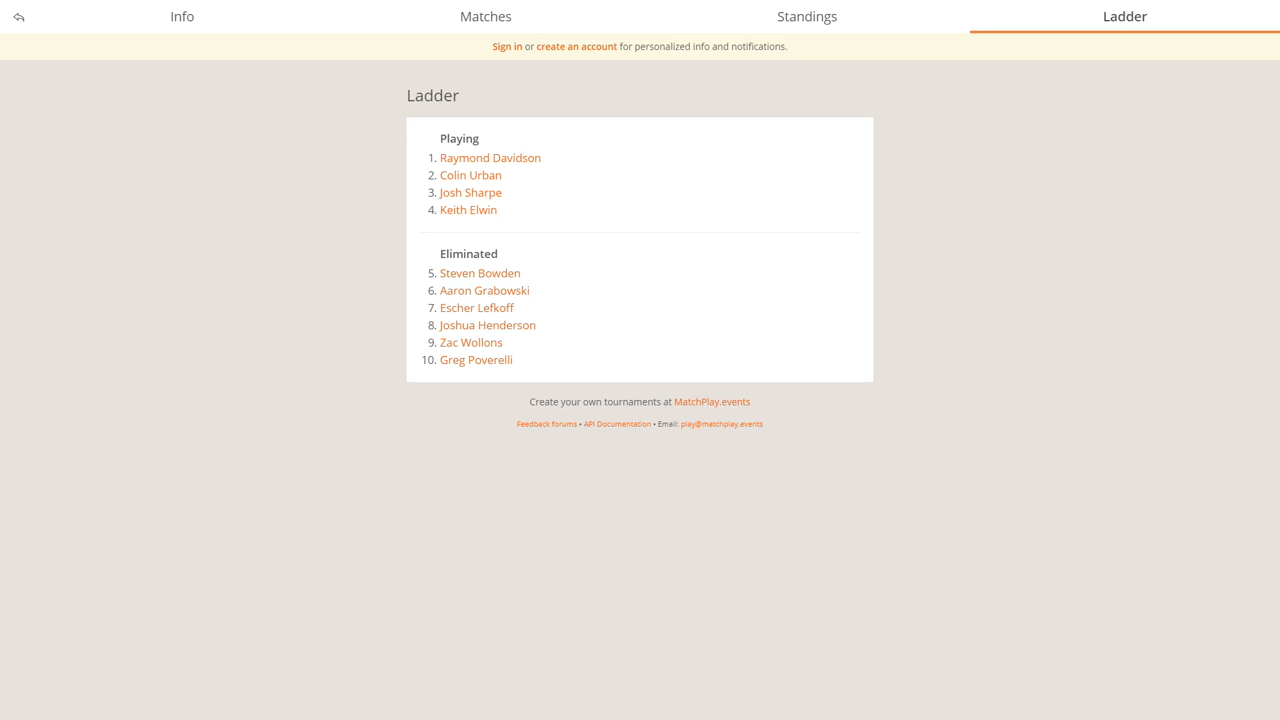 Info
Matches
Standings
Ladder
Sign in or create an account for personalized info and notifications.
Ladder
Playing
1. Raymond Davidson
2. Colin Urban
3. Josh Sharpe
4. Keith Elwin
Eliminated
5. Steven Bowden
6. Aaron Grabowski
7. Escher Lefkoff
8. Joshua Henderson
9. Zac Wollons
10. Greg Poverelli
Create your own tournaments at MatchPlay.events
Feedback forums • API Documentation • Email: play@matchplay.events